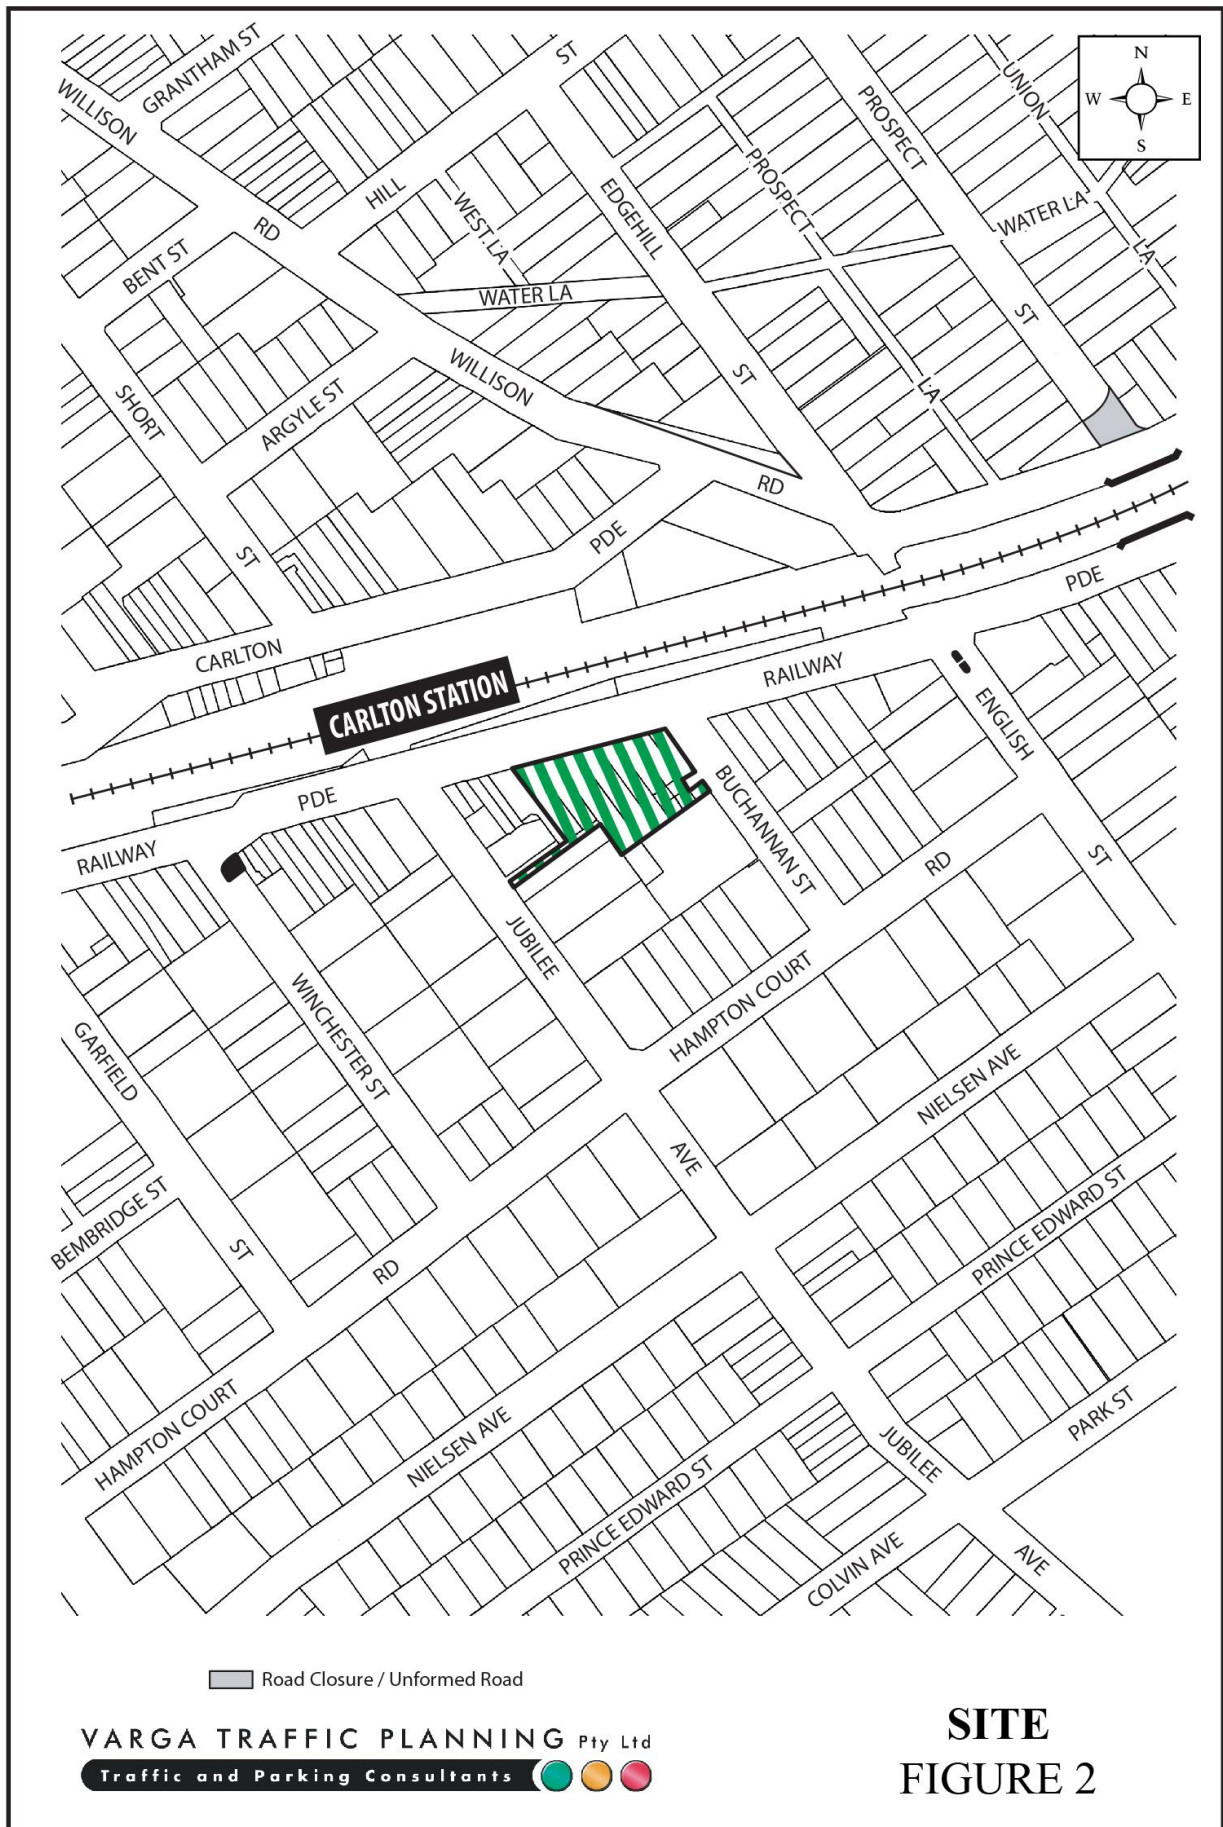 GRANTHAM ST
WILLISON
ST
UNION
N
W
E
S
PROSPECT
PROSPECT
HILL
WEST LA
EDGEHILL
WATER LA
RD
LA
BENT ST
WATER LA
ST
WILLISON
ST
LA
SHORT
ARGYLE ST
RD
PDE
ST
PDE
CARLTON
CARLTON STATION
RAILWAY
ENGLISH
PDE
BUCHANNAN ST
RAILWAY
RD
ST
JUBILEE
WINCHESTER ST
HAMPTON COURT
GARFIELD
NIELSEN AVE
AVE
BEMBRIDGE ST
ST
PRINCE EDWARD ST
RD
HAMPTON COURT
NIELSEN AVE
PARK ST
JUBILEE
PRINCE EDWARD ST
COLVIN AVE
AVE
Road Closure / Unformed Road
VARGA TRAFFIC PLANNING Pty Ltd
Traffic and Parking Consultants
SITE
FIGURE 2